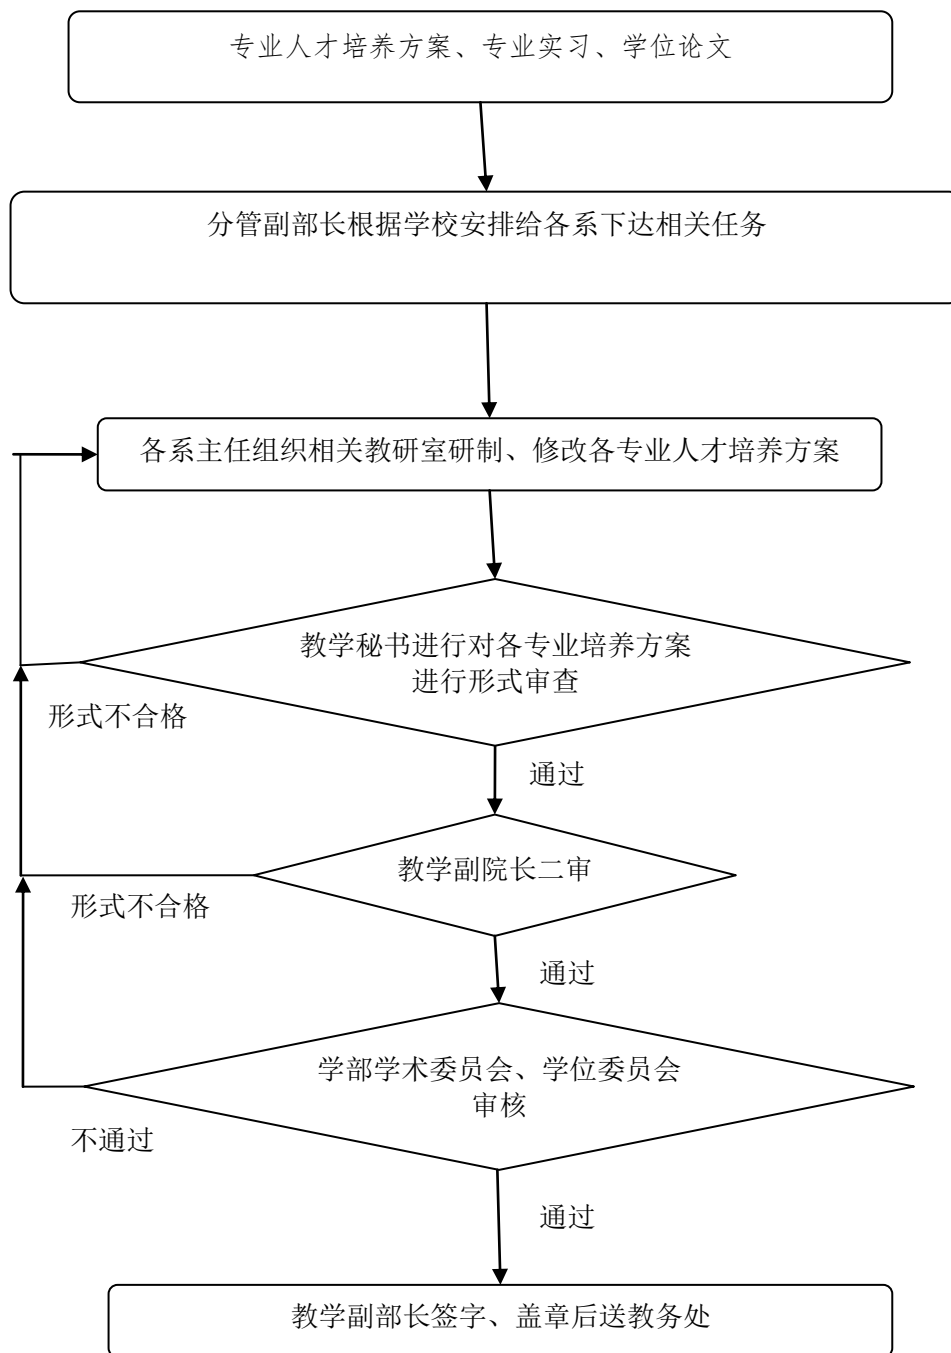 专业人才培养方案、专业实习、学位论文
分管副部长根据学校安排给各系下达相关任务
各系主任组织相关教研室研制、修改各专业人才培养方案
教学秘书进行对各专业培养方案
进行形式审查
形式不合格
通过
教学副院长二审
形式不合格
通过
学部学术委员会、学位委员会
审核
不通过
通过
教学副部长签字、盖章后送教务处